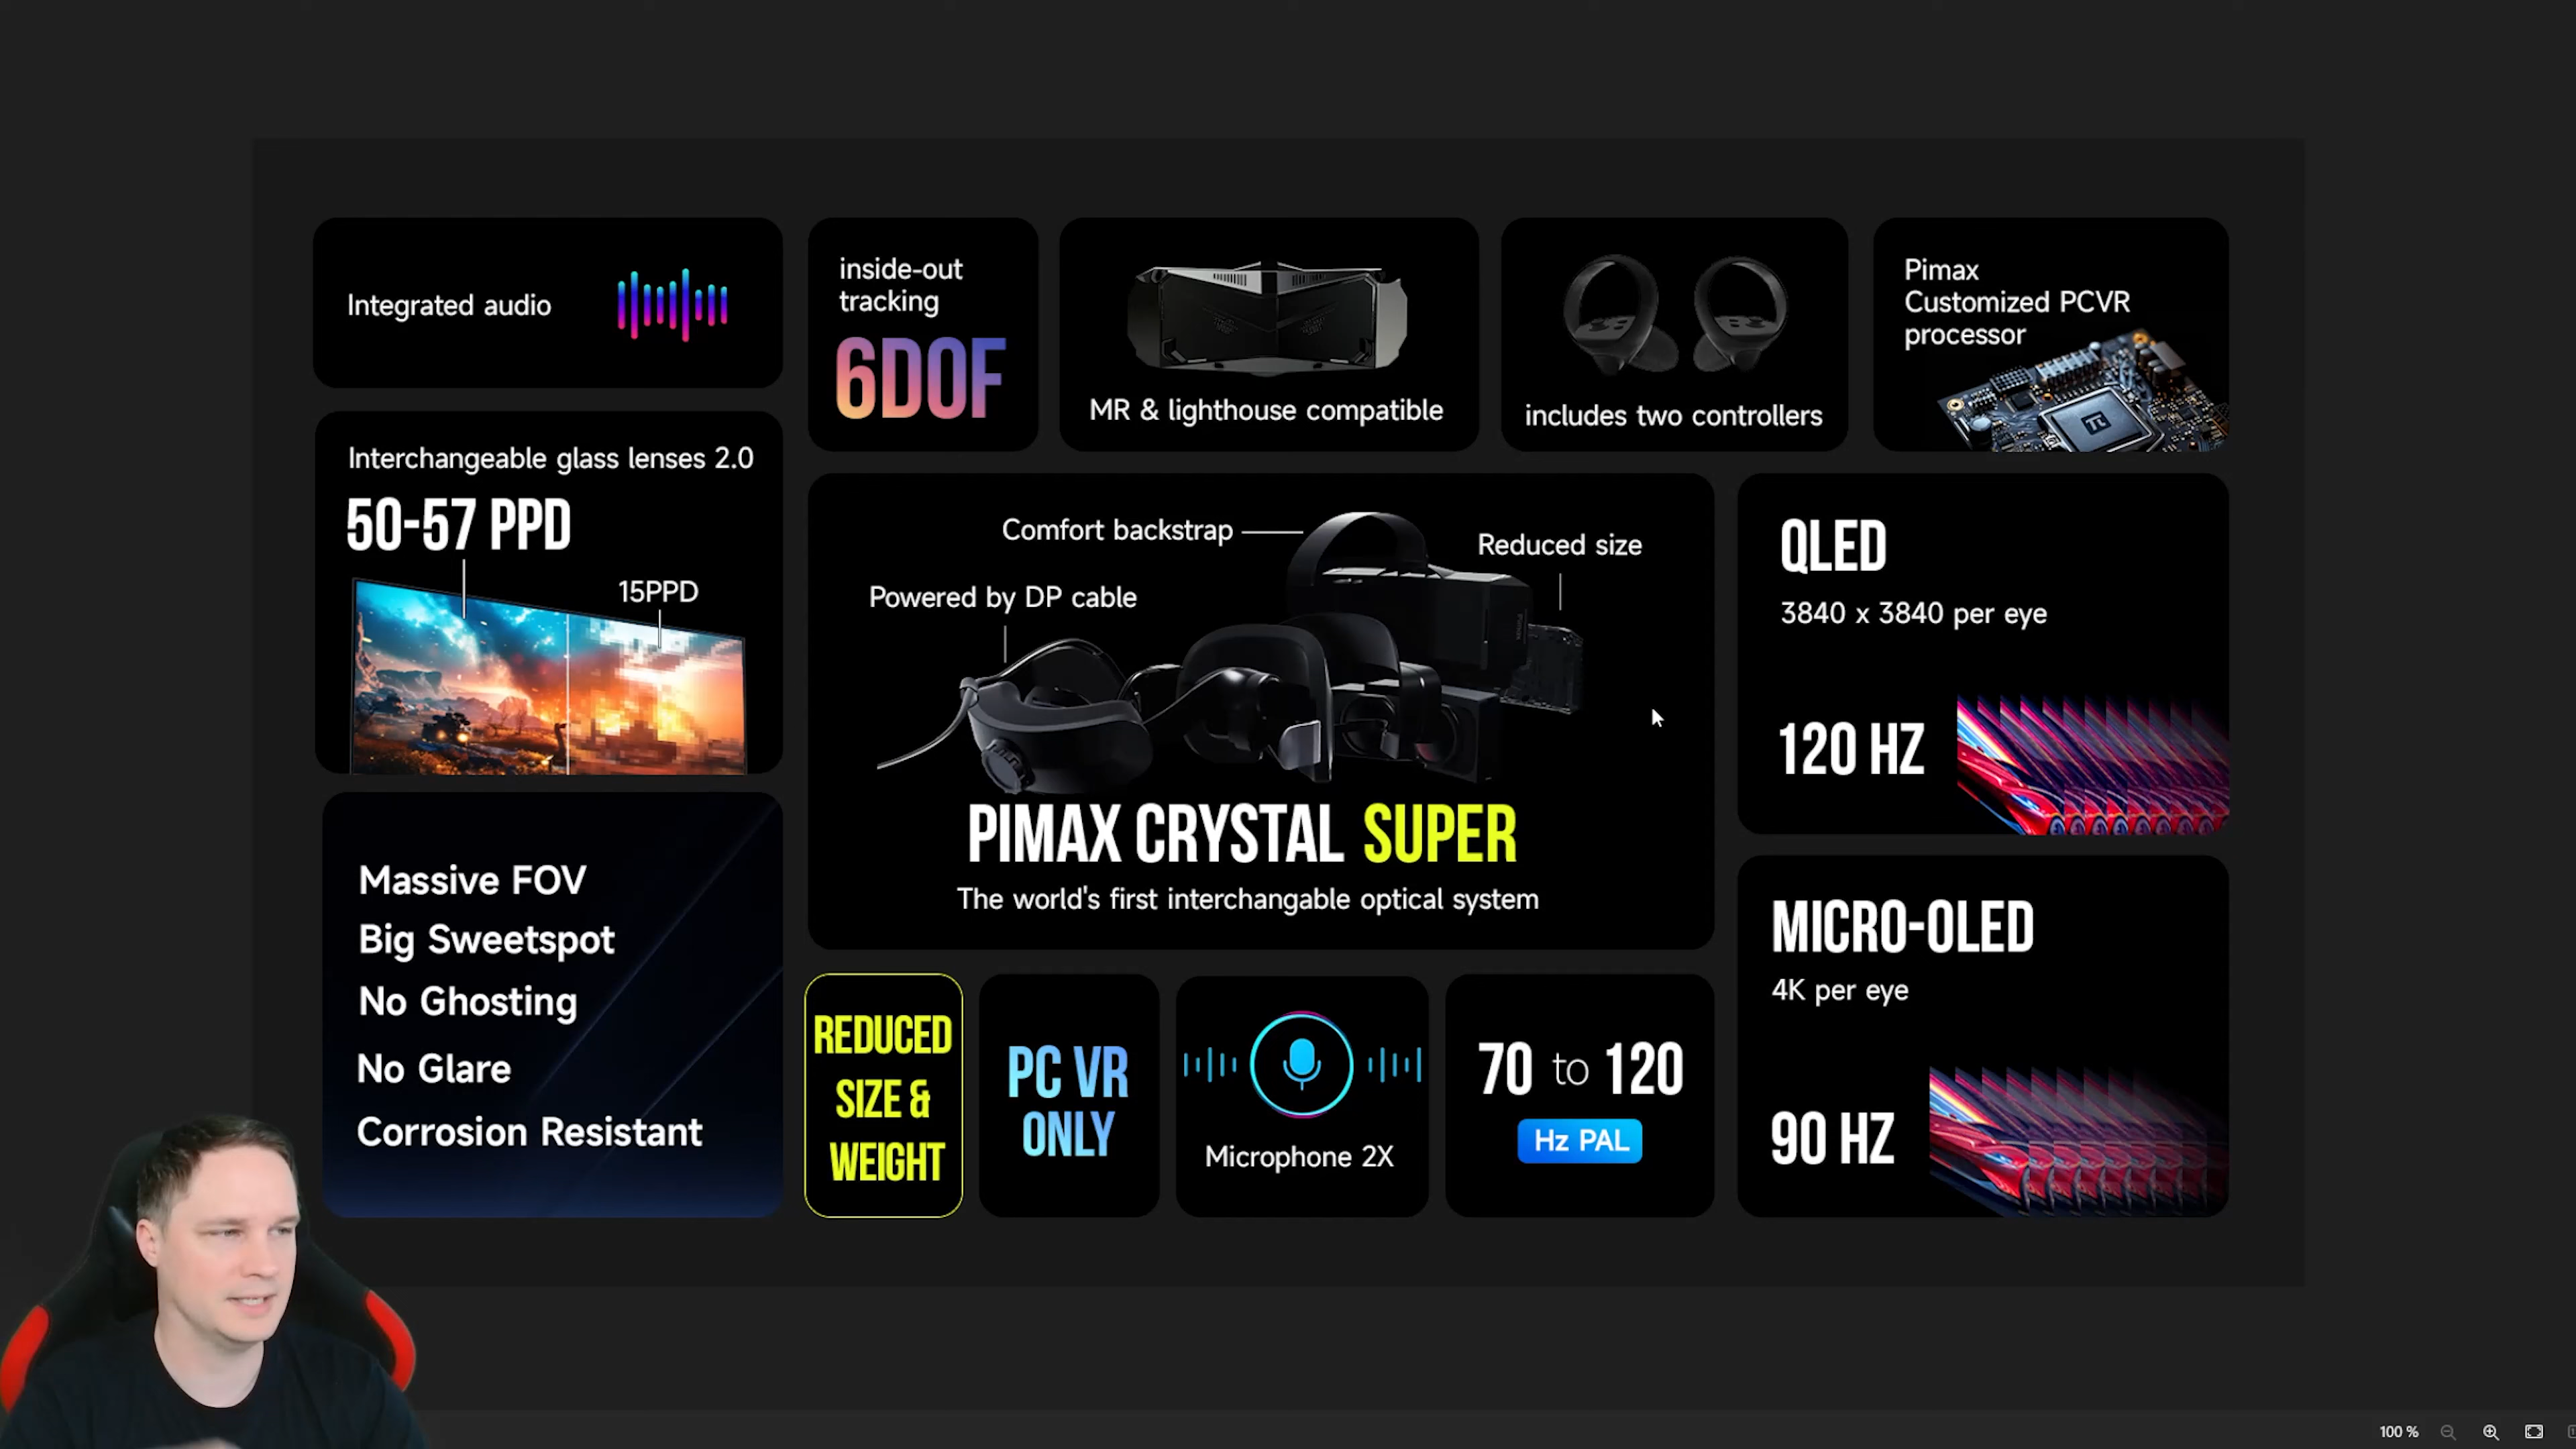 Integrated audio
inside-out
tracking
6DOF
MR & lighthouse compatible
includes two controllers
Pimax
Customized PCVR
processor
Interchangeable glass lenses 2.0
50-57 PPD
15PPD
Comfort backstrap
Reduced size
Powered by DP cable
PIMAX CRYSTAL SUPER
The world's first interchangable optical system
QLED
3840 x 3840 per eye
120 HZ
Massive FOV
Big Sweetspot
No Ghosting
No Glare
Corrosion Resistant
REDUCED
SIZE &
WEIGHT
PC VR
ONLY
Microphone 2X
70 to 120
Hz PAL
MICRO-OLED
4K per eye
90 HZ
100 %